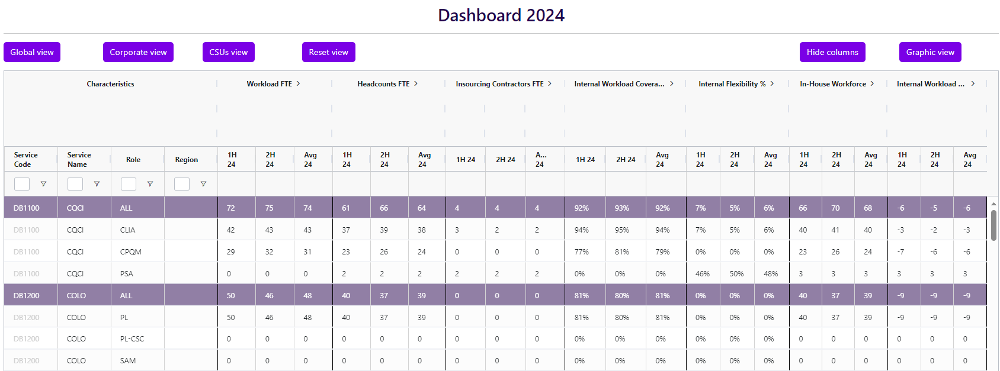 Dashboard 2024
Global view Corporate view CSUs view Reset view Hide columns Graphic view
Characteristics Workload FTE Headcounts FTE Insourcing Contractors FTE Internal Workload Covera... Internal Flexibility % In-House Workforce Internal Workload ...
Service Code Service Name Role Region 1H 24 2H 24 Avg 24 1H 24 2H 24 Avg 24 1H 24 2H 24 A... 1H 24 2H 24 Avg 24 1H 24 2H 24 Avg 24 1H 24 2H 24 Avg 24 1H 24 2H 24 Avg 24
DB1100 CQCI ALL 72 75 74 61 66 64 4 4 4 92% 93% 92% 7% 5% 6% 66 70 68 -6 -5 -6
DB1100 CQCI CLIA 42 43 43 37 39 38 3 2 2 94% 95% 94% 7% 5% 6% 40 41 40 -3 -2 -3
DB1100 CQCI CPQM 29 32 31 23 26 24 0 0 0 77% 81% 79% 0% 0% 0% 23 26 24 -7 -6 -6
DB1100 CQCI PSA 0 0 0 2 2 2 2 2 2 0% 0% 0% 46% 50% 48% 3 3 3 3 3 3
DB1200 COLO ALL 50 46 48 40 37 39 0 0 0 81% 80% 81% 0% 0% 0% 40 37 39 -9 -9 -9
DB1200 COLO PL 50 46 48 40 37 39 0 0 0 81% 80% 81% 0% 0% 0% 40 37 39 -9 -9 -9
DB1200 COLO PL-CSC 0 0 0 0 0 0 0 0 0 0% 0% 0% 0% 0% 0% 0 0 0 0 0 0
DB1200 COLO SAM 0 0 0 0 0 0 0 0 0 0% 0% 0% 0% 0% 0% 0 0 0 0 0 0